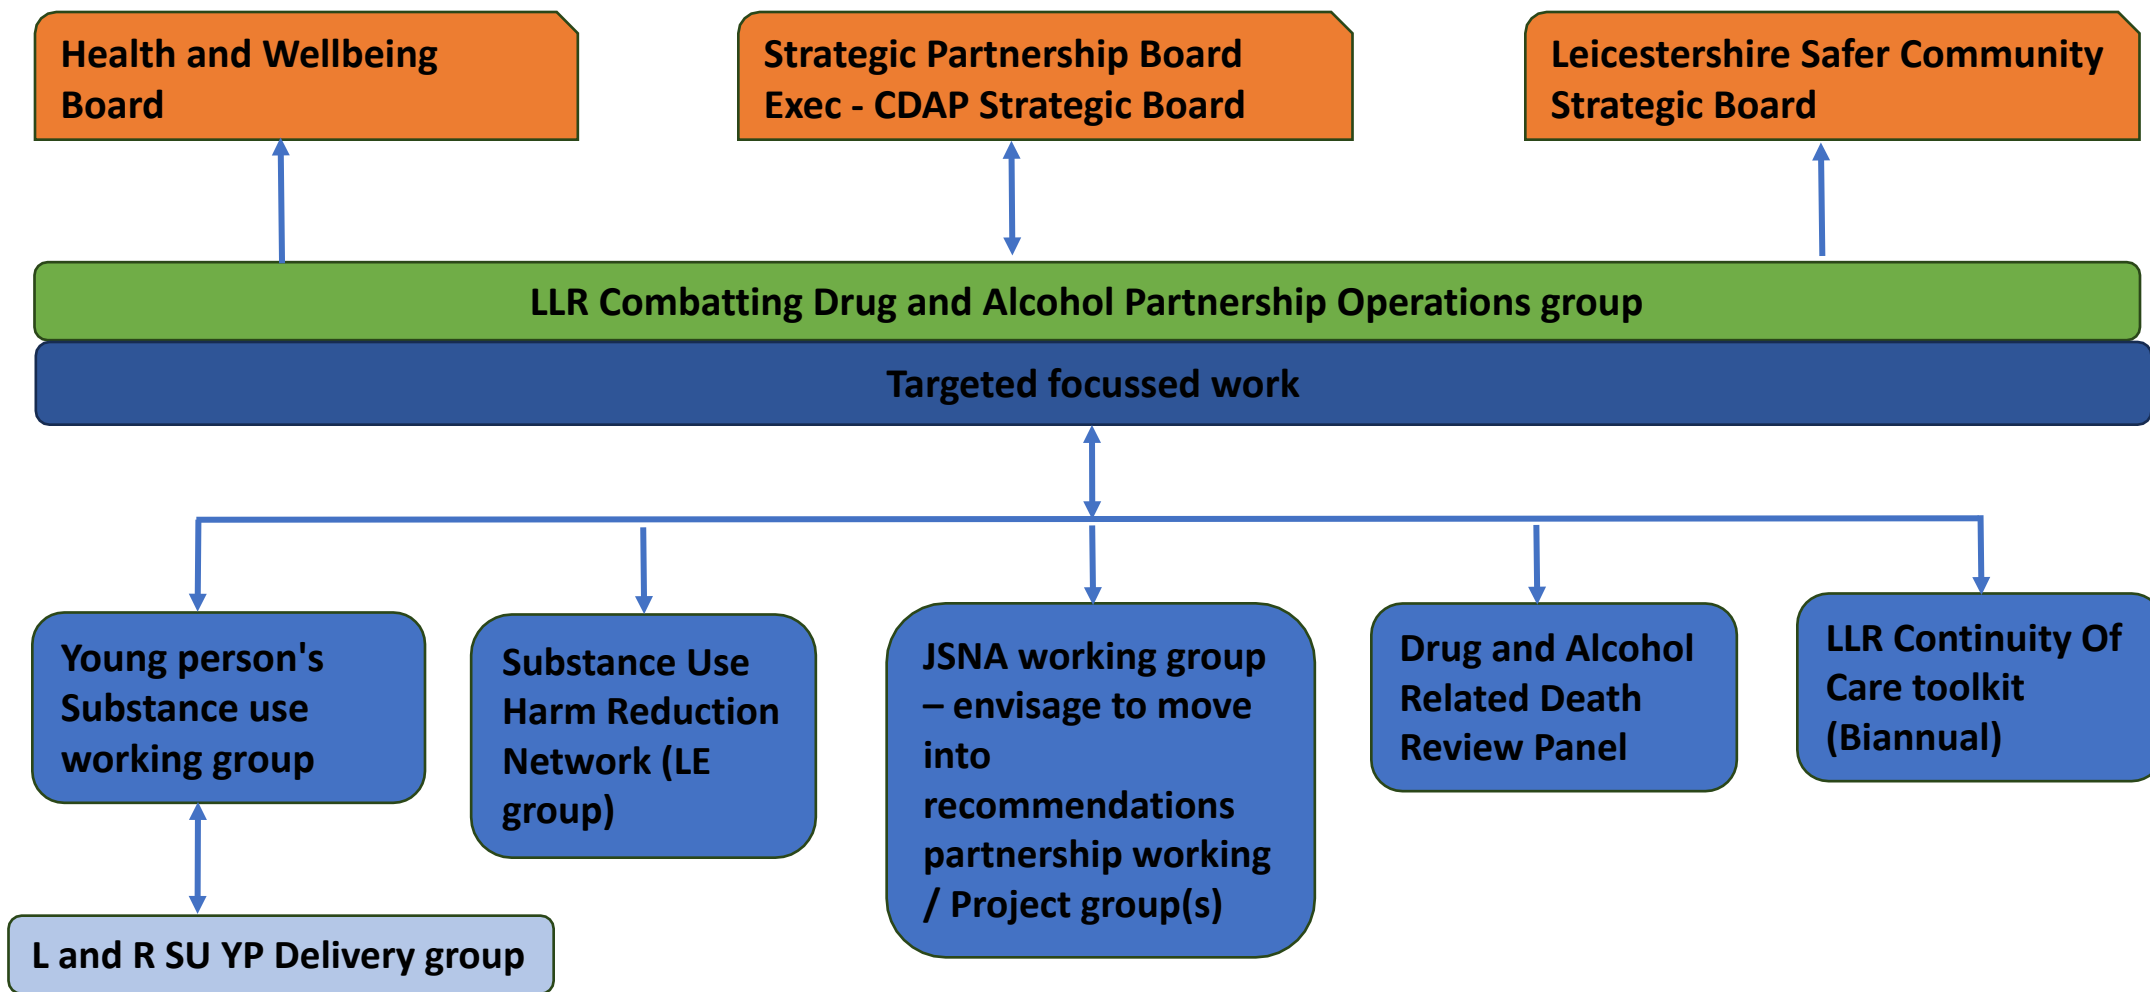 Health and Wellbeing
Board
Strategic Partnership Board
Exec - CDAP Strategic Board
Leicestershire Safer Community
Strategic Board
LLR Combatting Drug and Alcohol Partnership Operations group
Targeted focussed work
Young person's
Substance use
working group
Substance Use
Harm Reduction
Network (LE
group)
JSNA working group
– envisage to move
into
recommendations
partnership working
/ Project group(s)
Drug and Alcohol
Related Death
Review Panel
LLR Continuity Of
Care toolkit
(Biannual)
L and R SU YP Delivery group